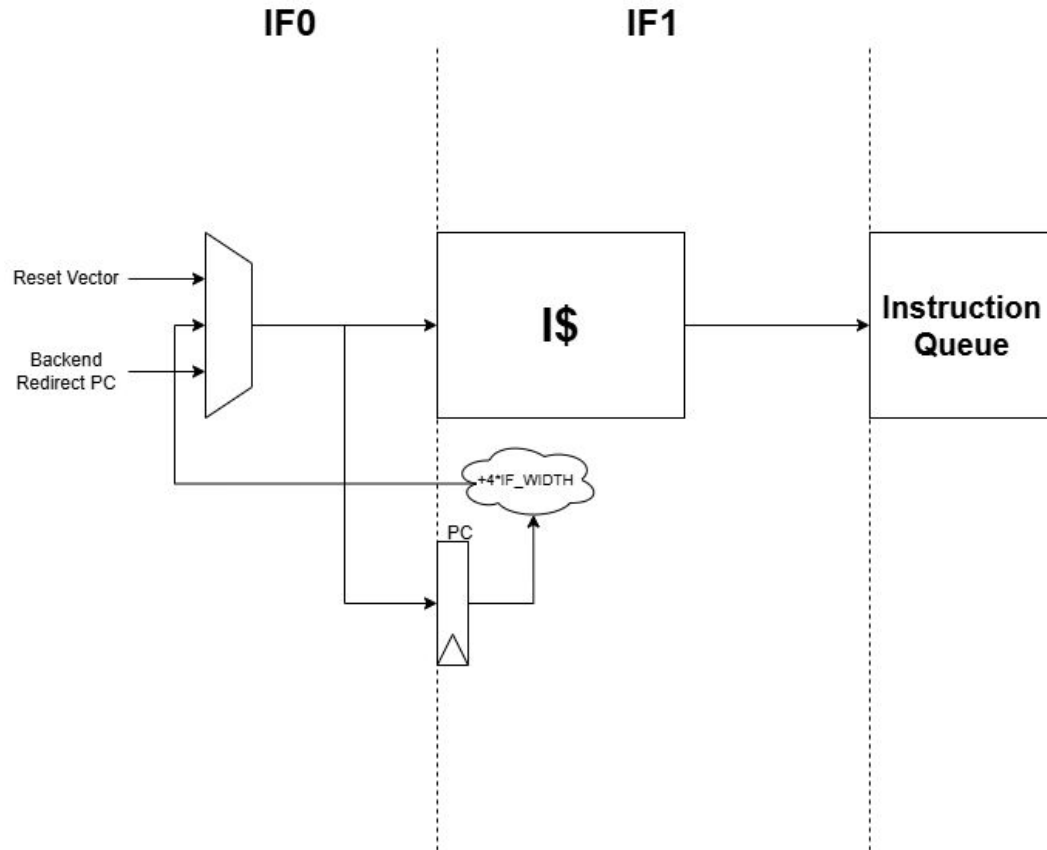 IF0
IF1
Reset Vector
Backend
Redirect PC
I$
Instruction
Queue
+4*IF_WIDTH
PC